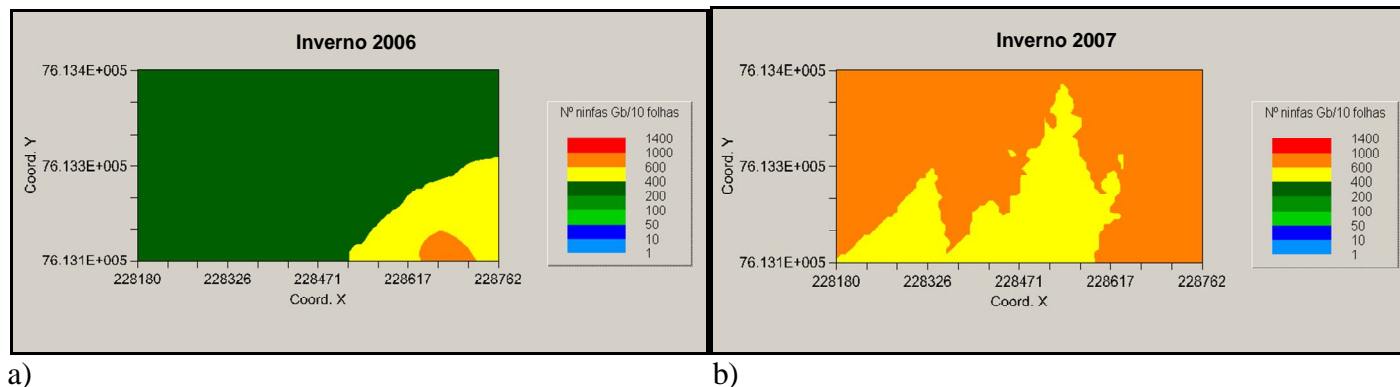 Inverno 2006
76.134E+005
76.133E+005
76.131E+005
Coord. Y
228180 228326 228471 228617 228762
Coord. X
Nº ninfas Gb/10 folhas
1400
1000
600
400
200
100
50
10
1
a)
Inverno 2007
76.134E+005
76.133E+005
76.131E+005
Coord. Y
228180 228326 228471 228617 228762
Coord. X
Nº ninfas Gb/10 folhas
1400
1000
600
400
200
100
50
10
1
b)